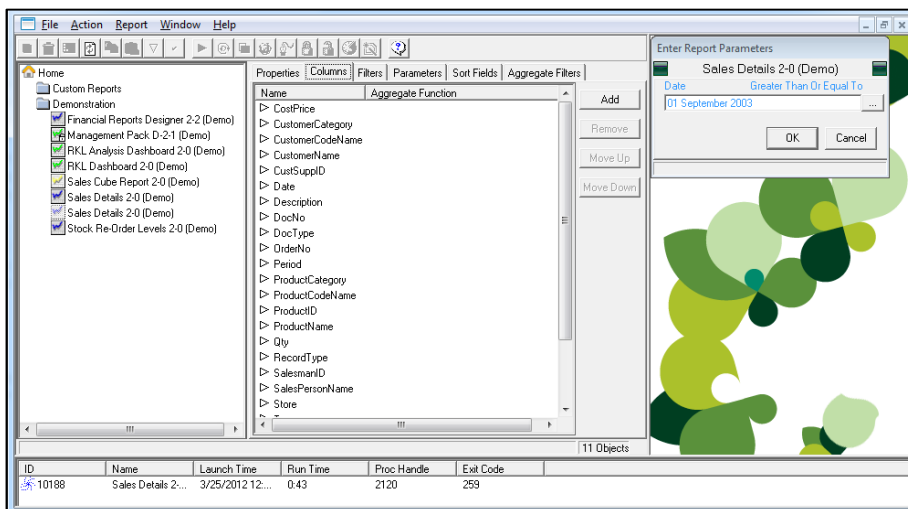 File Action Report Window Help
Home
Custom Reports
Demonstration
Financial Reports Designer 2-2 (Demo)
Management Pack D-2-1 (Demo)
RKL Analysis Dashboard 2-0 (Demo)
RKL Dashboard 2-0 (Demo)
Sales Cube Report 2-0 (Demo)
Sales Details 2-0 (Demo)
Sales Details 2-0 (Demo)
Stock Re-Order Levels 2-0 (Demo)
Properties Columns Filters Parameters Sort Fields Aggregate Filters
Name Aggregate Function
CostPrice
CustomerCategory
CustomerCodeName
CustomerName
CustSuppID
Date
Description
DocNo
DocType
OrderNo
Period
ProductCategory
ProductCodeName
ProductID
ProductName
Qty
RecordType
SalesmanID
SalesPersonName
Store
Add
Remove
Move Up
Move Down
11 Objects
Enter Report Parameters
Sales Details 2-0 (Demo)
Date Greater Than Or Equal To
01 September 2003 ...
OK Cancel
ID Name Launch Time Run Time Proc Handle Exit Code
10188 Sales Details 2-... 3/25/2012 12:... 0:43 2120 259